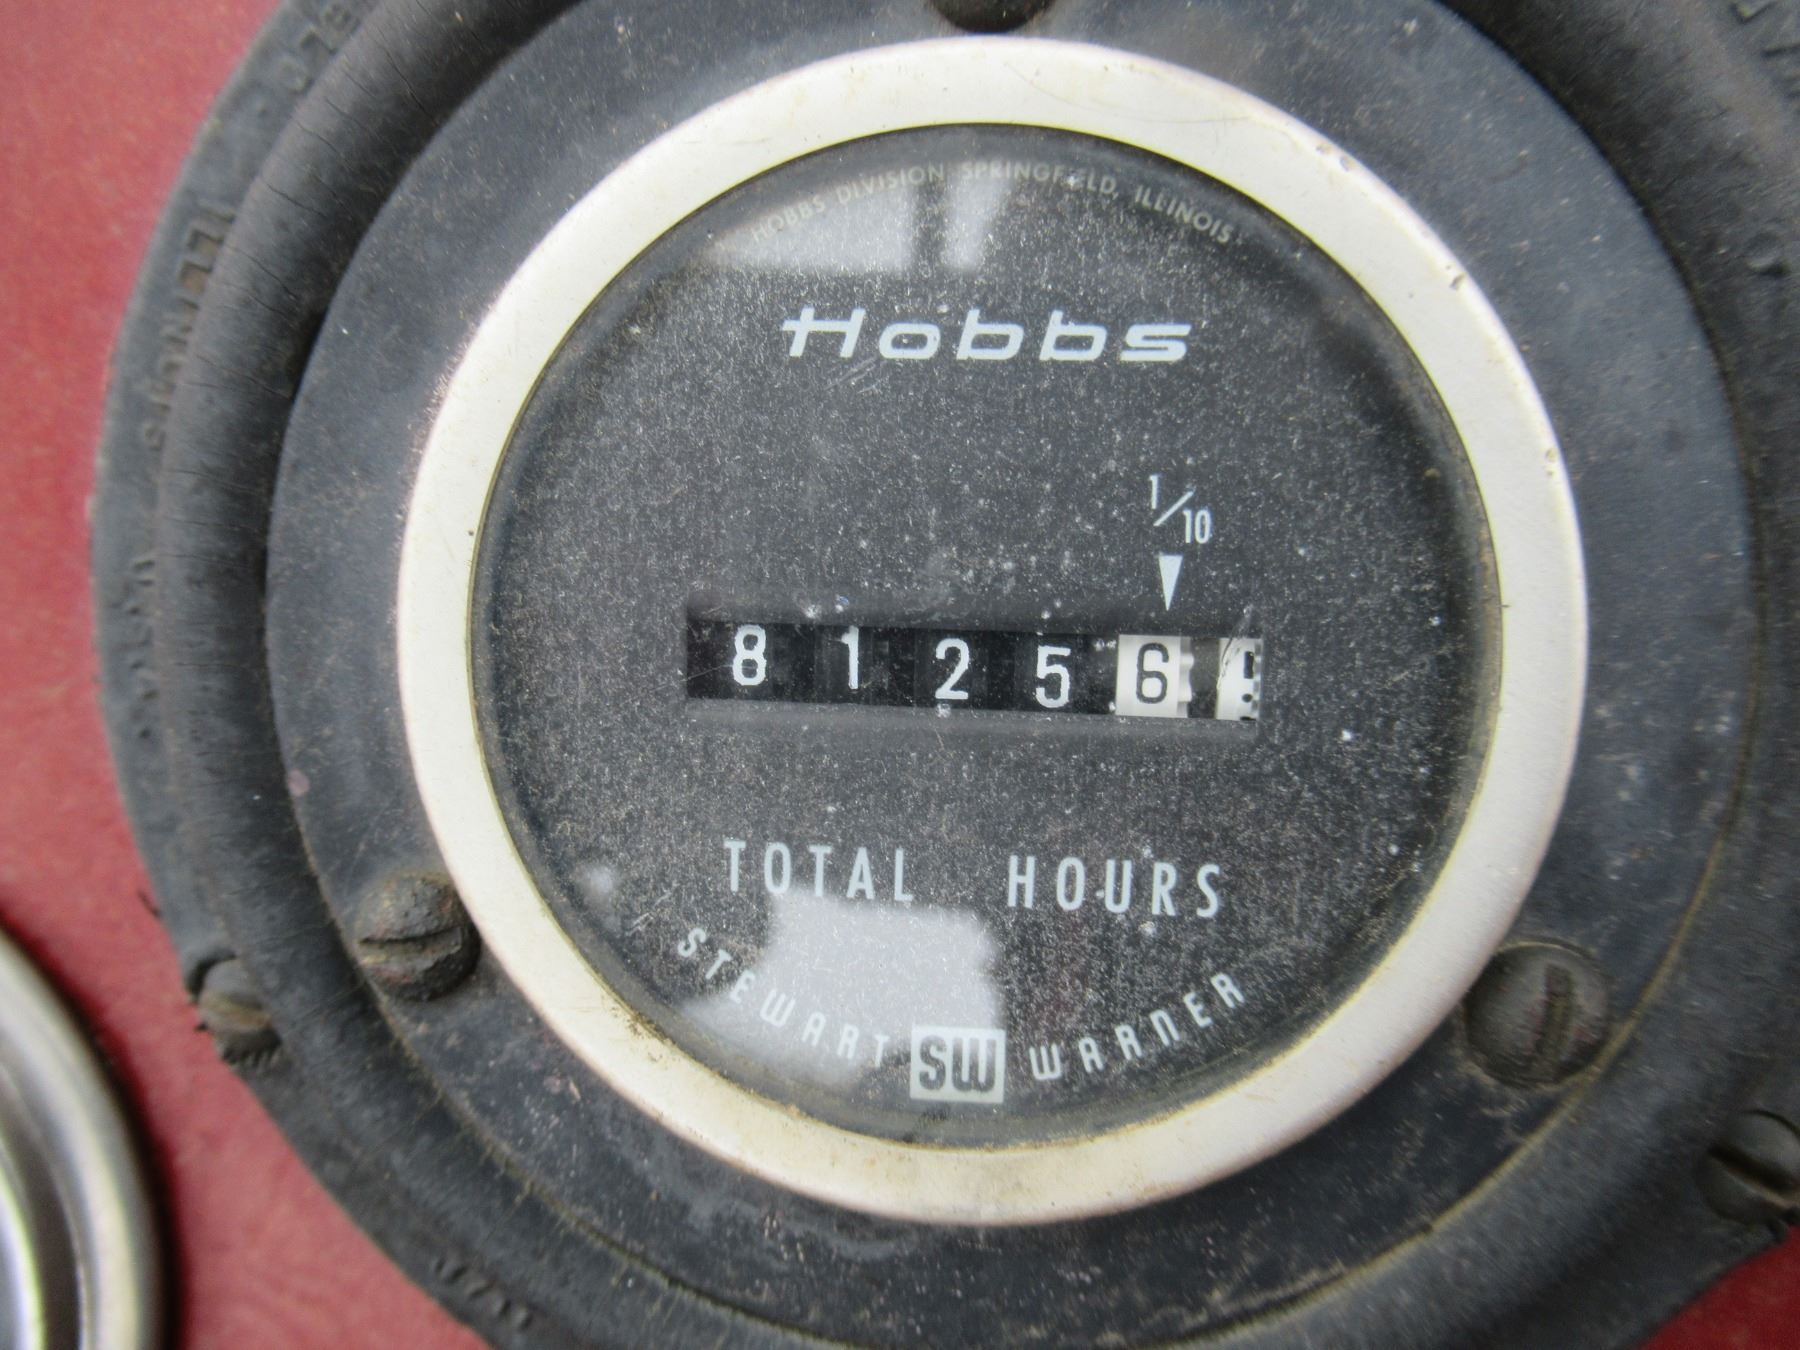 HOBBS DIVISION SPRINGFIELD, ILLINOIS
Hobbs
1/10
8 1 2 5 6
TOTAL HOURS
STEWART SW WARNER